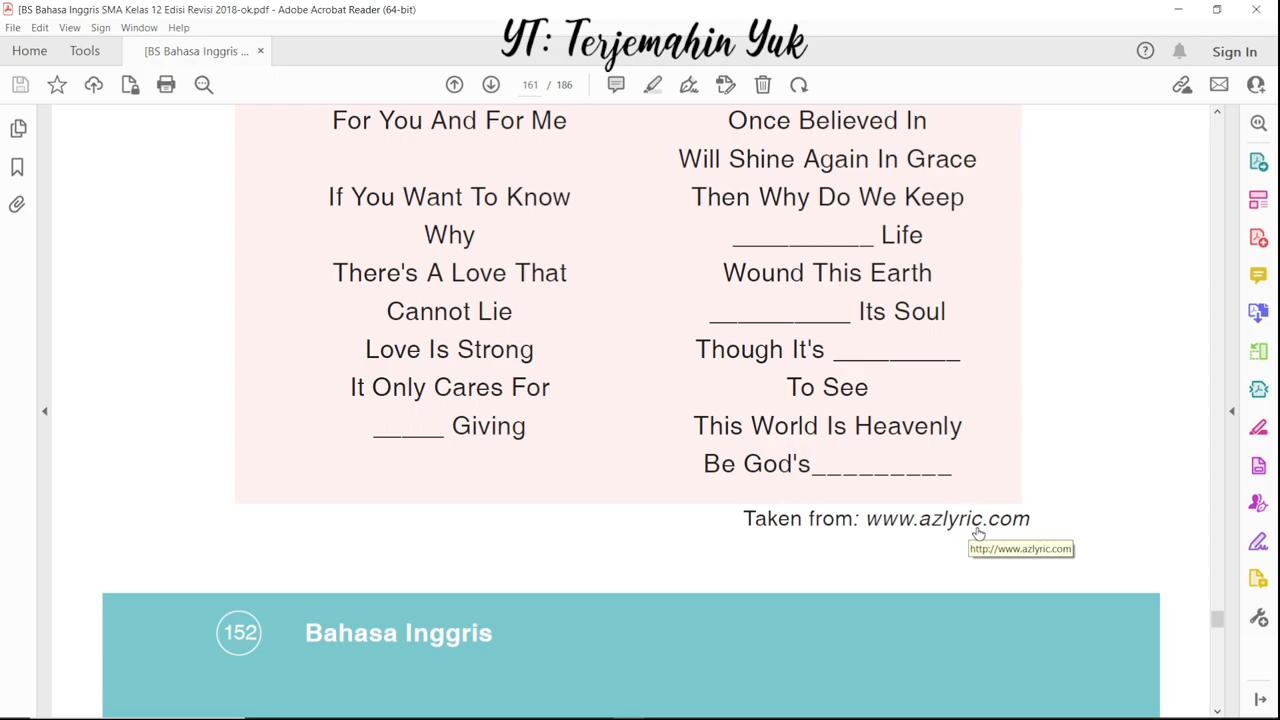 [BS Bahasa Inggris SMA Kelas 12 Edisi Revisi 2018-ok.pdf - Adobe Acrobat Reader (64-bit)
File Edit View Sign Window Help
YT: Terjemahin Yuk
Home Tools [BS Bahasa Inggris ... × Sign In
161 / 186
For You And For Me
If You Want To Know
Why
There's A Love That
Cannot Lie
Love Is Strong
It Only Cares For
_____ Giving
Once Believed In
Will Shine Again In Grace
Then Why Do We Keep
__________ Life
Wound This Earth
__________ Its Soul
Though It's _________
To See
This World Is Heavenly
Be God's_________
Taken from: www.azlyric.com
http://www.azlyric.com
152 Bahasa Inggris